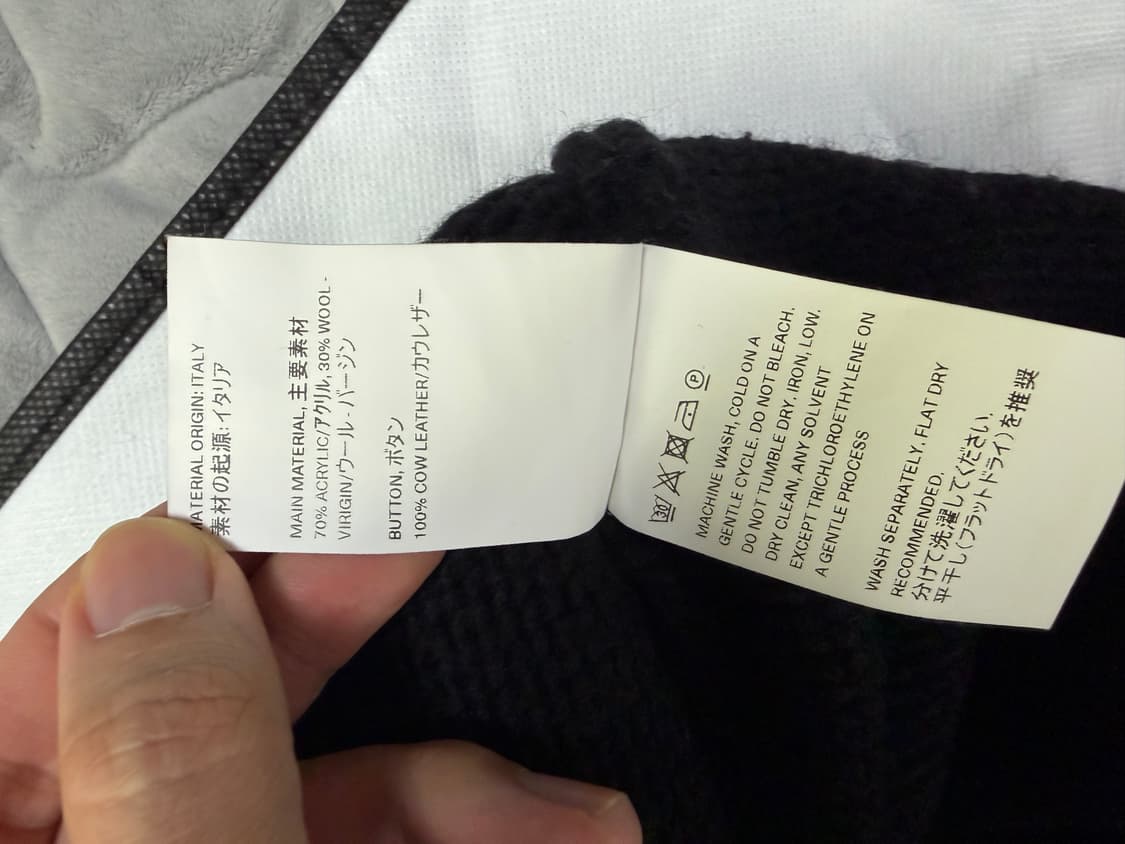 MATERIAL ORIGIN: ITALY
素材の起源: イタリア
MAIN MATERIAL, 主要素材
70% ACRYLIC/アクリル, 30% WOOL -
VIRIGIN/ウール - バージン
BUTTON, ボタン
100% COW LEATHER/カウレザー
30 P
MACHINE WASH, COLD ON A
GENTLE CYCLE. DO NOT BLEACH.
DO NOT TUMBLE DRY. IRON, LOW.
DRY CLEAN, ANY SOLVENT
EXCEPT TRICHLOROETHYLENE ON
A GENTLE PROCESS
WASH SEPARATELY. FLAT DRY
RECOMMENDED.
分けて洗濯してください.
平干し(フラットドライ)を推奨